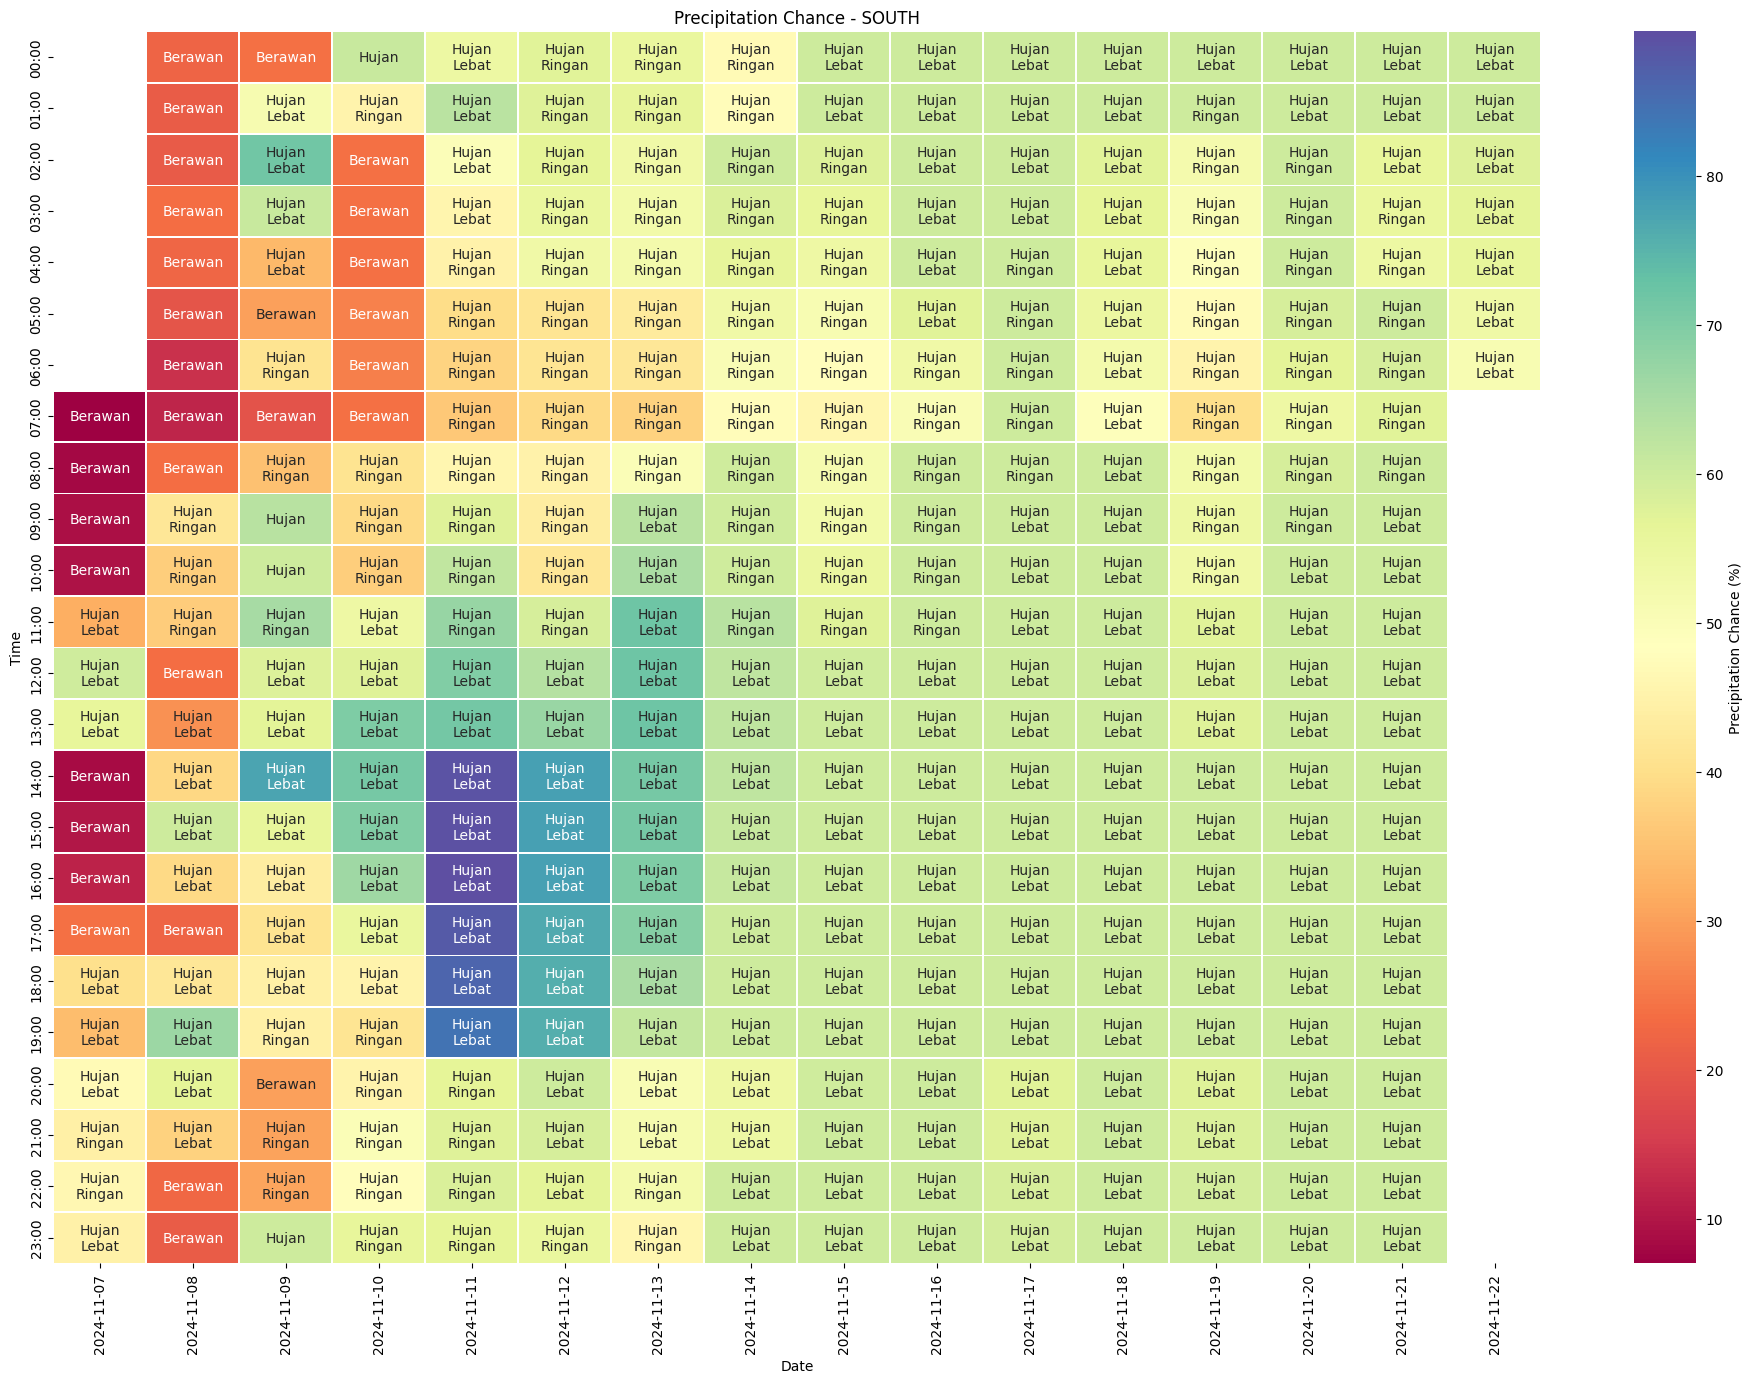 Precipitation Chance - SOUTH
00:00 Berawan Berawan Hujan Hujan Lebat Hujan Ringan Hujan Ringan Hujan Ringan Hujan Lebat Hujan Lebat Hujan Lebat Hujan Lebat Hujan Lebat Hujan Lebat Hujan Lebat Hujan Lebat
01:00 Berawan Hujan Lebat Hujan Ringan Hujan Lebat Hujan Ringan Hujan Ringan Hujan Ringan Hujan Lebat Hujan Lebat Hujan Lebat Hujan Lebat Hujan Ringan Hujan Lebat Hujan Lebat Hujan Lebat
02:00 Berawan Hujan Lebat Berawan Hujan Lebat Hujan Ringan Hujan Ringan Hujan Ringan Hujan Ringan Hujan Lebat Hujan Lebat Hujan Lebat Hujan Ringan Hujan Ringan Hujan Lebat Hujan Lebat
03:00 Berawan Hujan Lebat Berawan Hujan Lebat Hujan Ringan Hujan Ringan Hujan Ringan Hujan Ringan Hujan Lebat Hujan Lebat Hujan Lebat Hujan Ringan Hujan Ringan Hujan Ringan Hujan Lebat
04:00 Berawan Hujan Lebat Berawan Hujan Ringan Hujan Ringan Hujan Ringan Hujan Ringan Hujan Ringan Hujan Lebat Hujan Ringan Hujan Lebat Hujan Ringan Hujan Ringan Hujan Ringan Hujan Lebat
05:00 Berawan Berawan Berawan Hujan Ringan Hujan Ringan Hujan Ringan Hujan Ringan Hujan Ringan Hujan Lebat Hujan Ringan Hujan Lebat Hujan Ringan Hujan Ringan Hujan Ringan Hujan Lebat
06:00 Berawan Hujan Ringan Berawan Hujan Ringan Hujan Ringan Hujan Ringan Hujan Ringan Hujan Ringan Hujan Ringan Hujan Ringan Hujan Lebat Hujan Ringan Hujan Ringan Hujan Ringan Hujan Lebat
07:00 Berawan Berawan Berawan Berawan Hujan Ringan Hujan Ringan Hujan Ringan Hujan Ringan Hujan Ringan Hujan Ringan Hujan Ringan Hujan Lebat Hujan Ringan Hujan Ringan Hujan Ringan
08:00 Berawan Berawan Hujan Ringan Hujan Ringan Hujan Ringan Hujan Ringan Hujan Ringan Hujan Ringan Hujan Ringan Hujan Ringan Hujan Ringan Hujan Lebat Hujan Ringan Hujan Ringan Hujan Ringan
09:00 Berawan Hujan Ringan Hujan Hujan Ringan Hujan Ringan Hujan Ringan Hujan Lebat Hujan Ringan Hujan Ringan Hujan Ringan Hujan Lebat Hujan Lebat Hujan Ringan Hujan Ringan Hujan Lebat
10:00 Berawan Hujan Ringan Hujan Hujan Ringan Hujan Ringan Hujan Ringan Hujan Lebat Hujan Ringan Hujan Ringan Hujan Ringan Hujan Lebat Hujan Lebat Hujan Ringan Hujan Lebat Hujan Lebat
11:00 Hujan Lebat Hujan Ringan Hujan Ringan Hujan Lebat Hujan Ringan Hujan Ringan Hujan Lebat Hujan Ringan Hujan Ringan Hujan Ringan Hujan Lebat Hujan Lebat Hujan Lebat Hujan Lebat Hujan Lebat
12:00 Hujan Lebat Berawan Hujan Lebat Hujan Lebat Hujan Lebat Hujan Lebat Hujan Lebat Hujan Lebat Hujan Lebat Hujan Lebat Hujan Lebat Hujan Lebat Hujan Lebat Hujan Lebat Hujan Lebat
13:00 Hujan Lebat Hujan Lebat Hujan Lebat Hujan Lebat Hujan Lebat Hujan Lebat Hujan Lebat Hujan Lebat Hujan Lebat Hujan Lebat Hujan Lebat Hujan Lebat Hujan Lebat Hujan Lebat Hujan Lebat
14:00 Berawan Hujan Lebat Hujan Lebat Hujan Lebat Hujan Lebat Hujan Lebat Hujan Lebat Hujan Lebat Hujan Lebat Hujan Lebat Hujan Lebat Hujan Lebat Hujan Lebat Hujan Lebat Hujan Lebat
15:00 Berawan Hujan Lebat Hujan Lebat Hujan Lebat Hujan Lebat Hujan Lebat Hujan Lebat Hujan Lebat Hujan Lebat Hujan Lebat Hujan Lebat Hujan Lebat Hujan Lebat Hujan Lebat Hujan Lebat
16:00 Berawan Hujan Lebat Hujan Lebat Hujan Lebat Hujan Lebat Hujan Lebat Hujan Lebat Hujan Lebat Hujan Lebat Hujan Lebat Hujan Lebat Hujan Lebat Hujan Lebat Hujan Lebat Hujan Lebat
17:00 Berawan Berawan Hujan Lebat Hujan Lebat Hujan Lebat Hujan Lebat Hujan Lebat Hujan Lebat Hujan Lebat Hujan Lebat Hujan Lebat Hujan Lebat Hujan Lebat Hujan Lebat Hujan Lebat
18:00 Hujan Lebat Hujan Lebat Hujan Lebat Hujan Lebat Hujan Lebat Hujan Lebat Hujan Lebat Hujan Lebat Hujan Lebat Hujan Lebat Hujan Lebat Hujan Lebat Hujan Lebat Hujan Lebat Hujan Lebat
19:00 Hujan Lebat Hujan Lebat Hujan Ringan Hujan Ringan Hujan Lebat Hujan Lebat Hujan Lebat Hujan Lebat Hujan Lebat Hujan Lebat Hujan Lebat Hujan Lebat Hujan Lebat Hujan Lebat Hujan Lebat
20:00 Hujan Lebat Hujan Lebat Berawan Hujan Ringan Hujan Ringan Hujan Lebat Hujan Lebat Hujan Lebat Hujan Lebat Hujan Lebat Hujan Lebat Hujan Lebat Hujan Lebat Hujan Lebat Hujan Lebat
21:00 Hujan Ringan Hujan Lebat Hujan Ringan Hujan Ringan Hujan Ringan Hujan Lebat Hujan Lebat Hujan Lebat Hujan Lebat Hujan Lebat Hujan Lebat Hujan Lebat Hujan Lebat Hujan Lebat Hujan Lebat
22:00 Hujan Ringan Berawan Hujan Ringan Hujan Ringan Hujan Ringan Hujan Lebat Hujan Ringan Hujan Lebat Hujan Lebat Hujan Lebat Hujan Lebat Hujan Lebat Hujan Lebat Hujan Lebat Hujan Lebat
23:00 Hujan Lebat Berawan Hujan Hujan Ringan Hujan Ringan Hujan Ringan Hujan Ringan Hujan Lebat Hujan Lebat Hujan Lebat Hujan Lebat Hujan Lebat Hujan Lebat Hujan Lebat Hujan Lebat
Time
2024-11-07 2024-11-08 2024-11-09 2024-11-10 2024-11-11 2024-11-12 2024-11-13 2024-11-14 2024-11-15 2024-11-16 2024-11-17 2024-11-18 2024-11-19 2024-11-20 2024-11-21 2024-11-22
Date
80
70
60
50
40
30
20
10
Precipitation Chance (%)